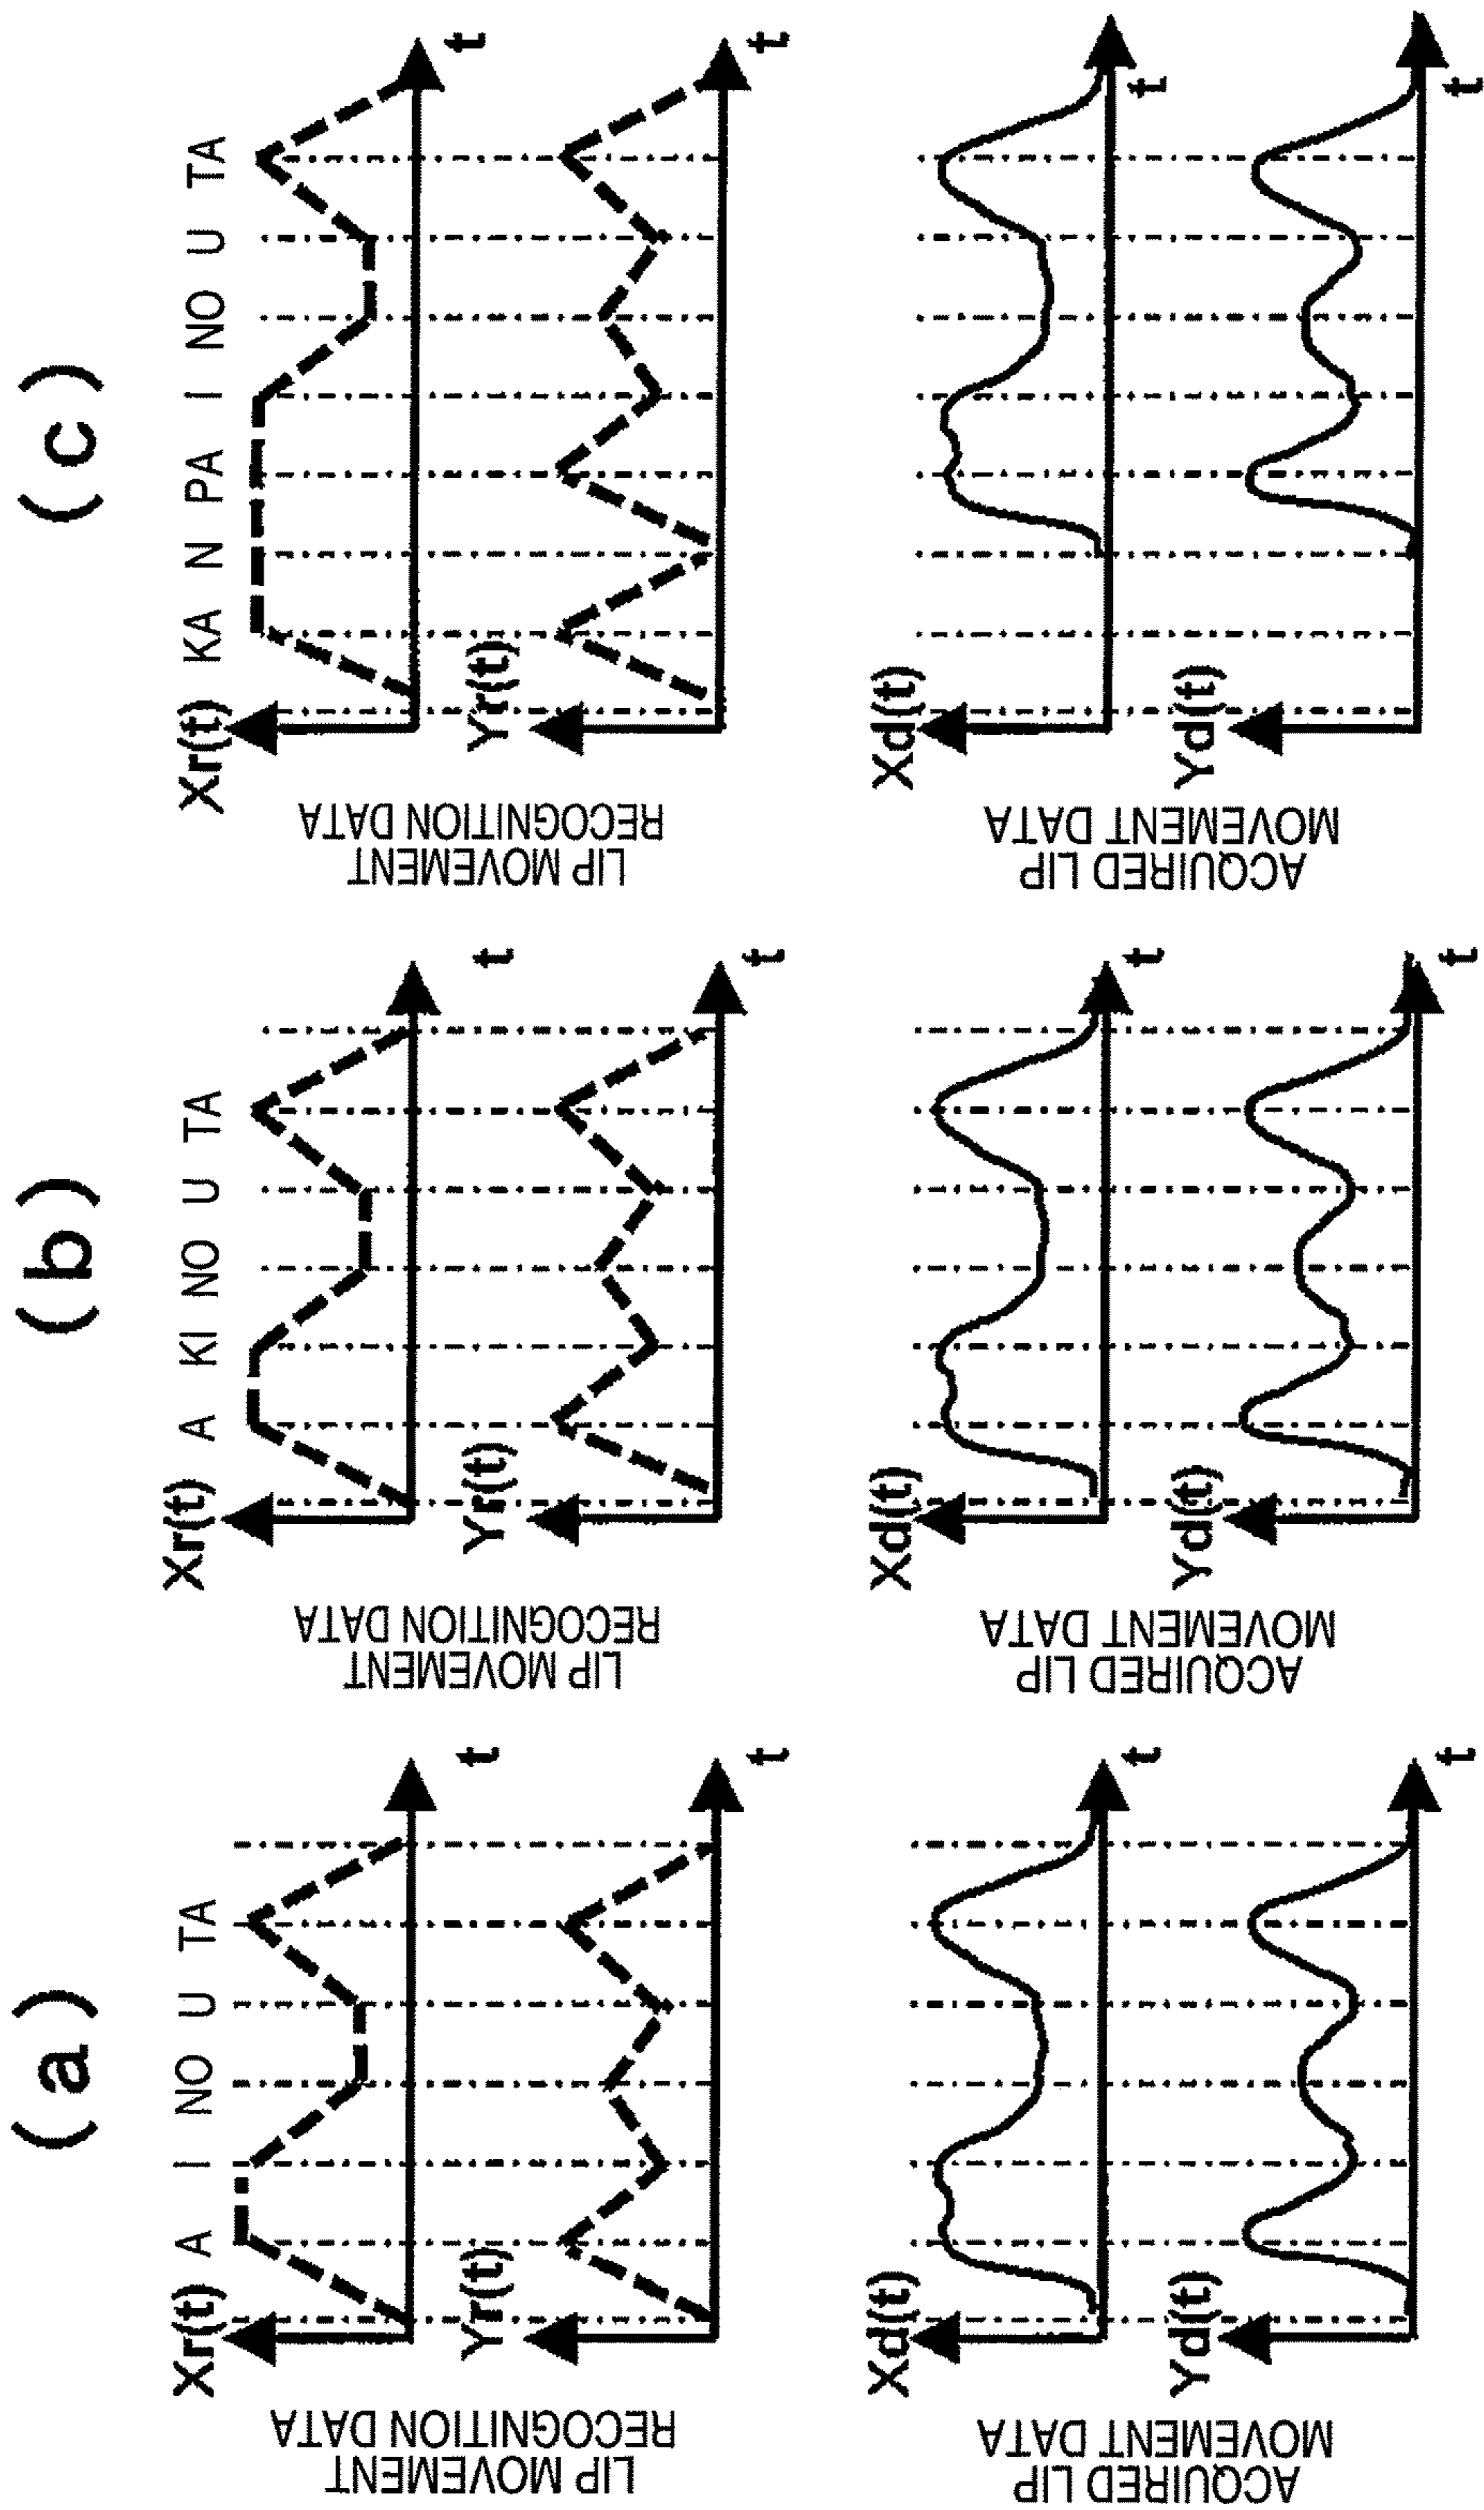 ( a )
Xr(t) A I NO U TA
LIP MOVEMENT
RECOGNITION DATA
t
Yr(t)
t
Xd(t)
ACQUIRED LIP
MOVEMENT DATA
t
Yd(t)
t
( b )
Xr(t) A KI NO U TA
LIP MOVEMENT
RECOGNITION DATA
t
Yr(t)
t
Xd(t)
ACQUIRED LIP
MOVEMENT DATA
t
Yd(t)
t
( c )
Xr(t) KA N PA I NO U TA
LIP MOVEMENT
RECOGNITION DATA
t
Yr(t)
t
Xd(t)
ACQUIRED LIP
MOVEMENT DATA
t
Yd(t)
t